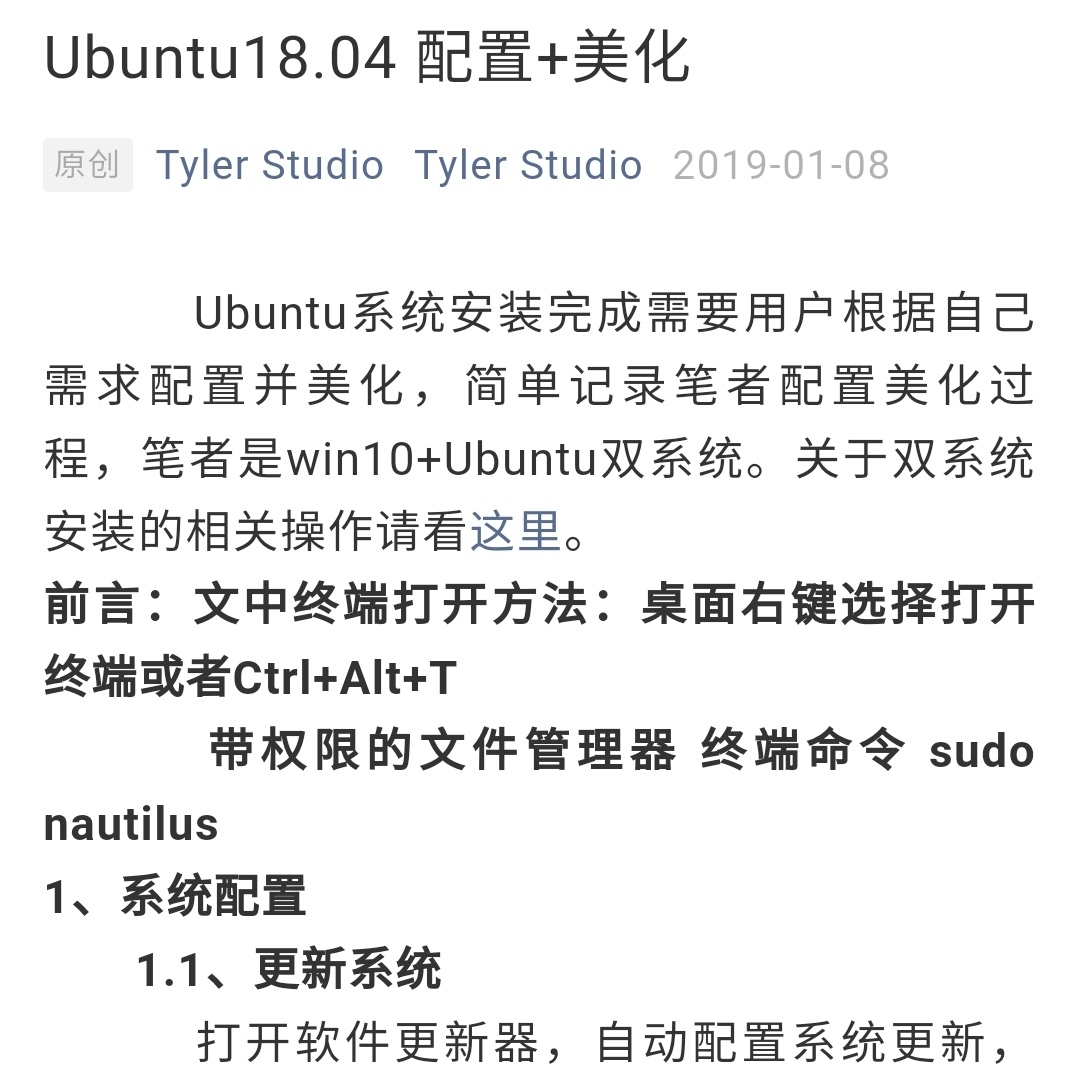 Ubuntu18.04 配置+美化
原创 Tyler Studio Tyler Studio 2019-01-08
Ubuntu系统安装完成需要用户根据自己
需求配置并美化，简单记录笔者配置美化过
程，笔者是win10+Ubuntu双系统。关于双系统
安装的相关操作请看这里。
前言：文中终端打开方法：桌面右键选择打开
终端或者Ctrl+Alt+T
带权限的文件管理器 终端命令 sudo
nautilus
1、系统配置
1.1、更新系统
打开软件更新器，自动配置系统更新，